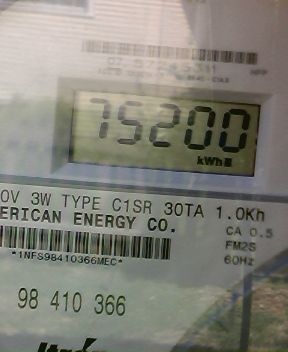 75200
kWh
0V 3W TYPE C1SR 30TA 1.0Kh
ERICAN ENERGY CO.
CA 0.5
FM2S
60Hz
*1NFS98410366MEC*
98 410 366
Itron